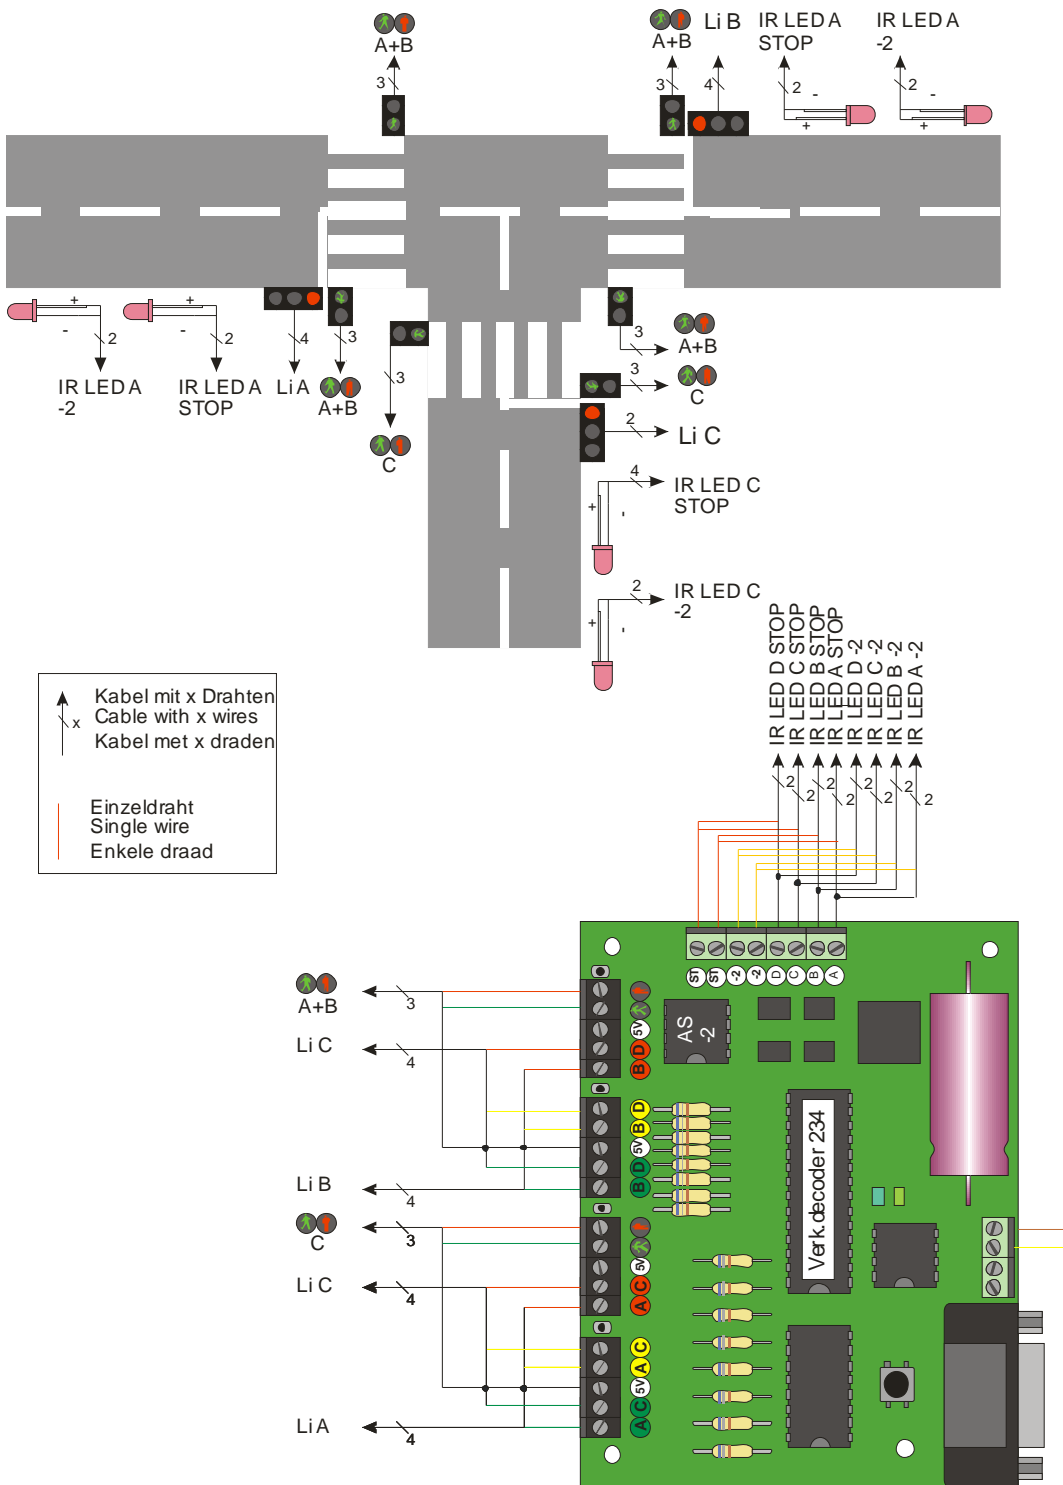 A+B
3
A+B
3
Li B
4
IR LED A
STOP
2
-
+
IR LED A
-2
2
-
+
+
-
2
IR LED A
-2
+
-
2
IR LED A
STOP
4
Li A
3
A+B
3
C
3
A+B
3
C
2
Li C
4
IR LED C
STOP
+
-
2
IR LED C
-2
+
-
x
Kabel mit x Drahten
Cable with x wires
Kabel met x draden
Einzeldraht
Single wire
Enkele draad
IR LED D STOP
IR LED C STOP
IR LED B STOP
IR LED A STOP
IR LED D -2
IR LED C -2
IR LED B -2
IR LED A -2
2
2
2
2
2
2
2
2
ST
ST
-2
-2
D
C
B
A
A+B
3
Li C
4
Li B
4
C
3
Li C
4
Li A
4
5V
B D
B D
5V
B D
5V
A C
A C
5V
A C
AS
-2
Verk.decoder 234